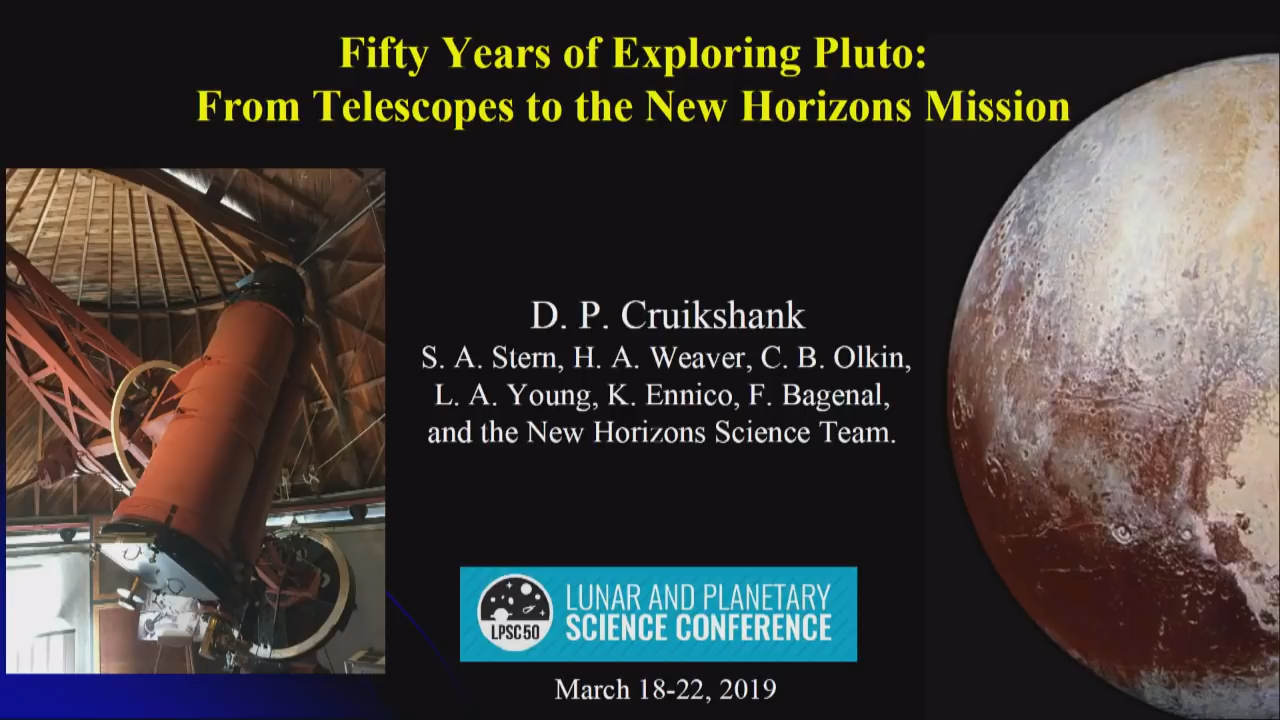 Fifty Years of Exploring Pluto:
From Telescopes to the New Horizons Mission
D. P. Cruikshank
S. A. Stern, H. A. Weaver, C. B. Olkin,
L. A. Young, K. Ennico, F. Bagenal,
and the New Horizons Science Team.
LPSC50
LUNAR AND PLANETARY
SCIENCE CONFERENCE
March 18-22, 2019